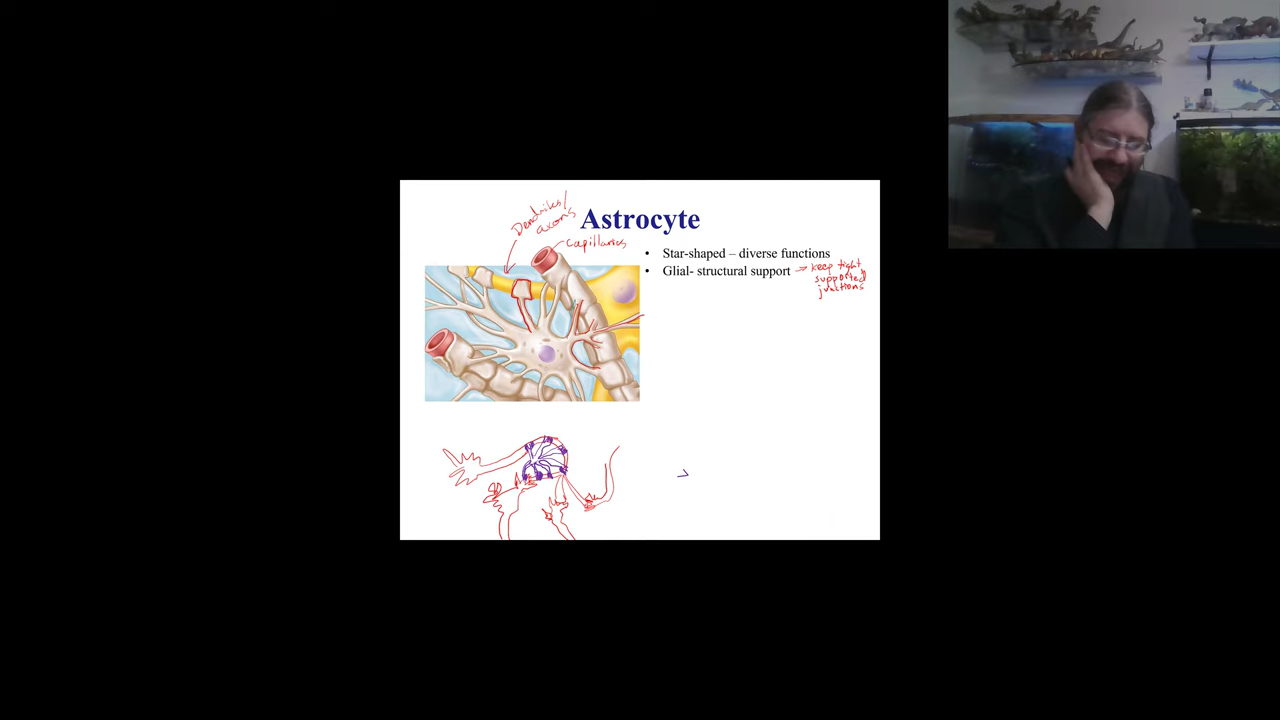 Dendrites/
axons
Astrocyte
capillaries
• Star-shaped – diverse functions
• Glial- structural support → keep tight
supported
junctions